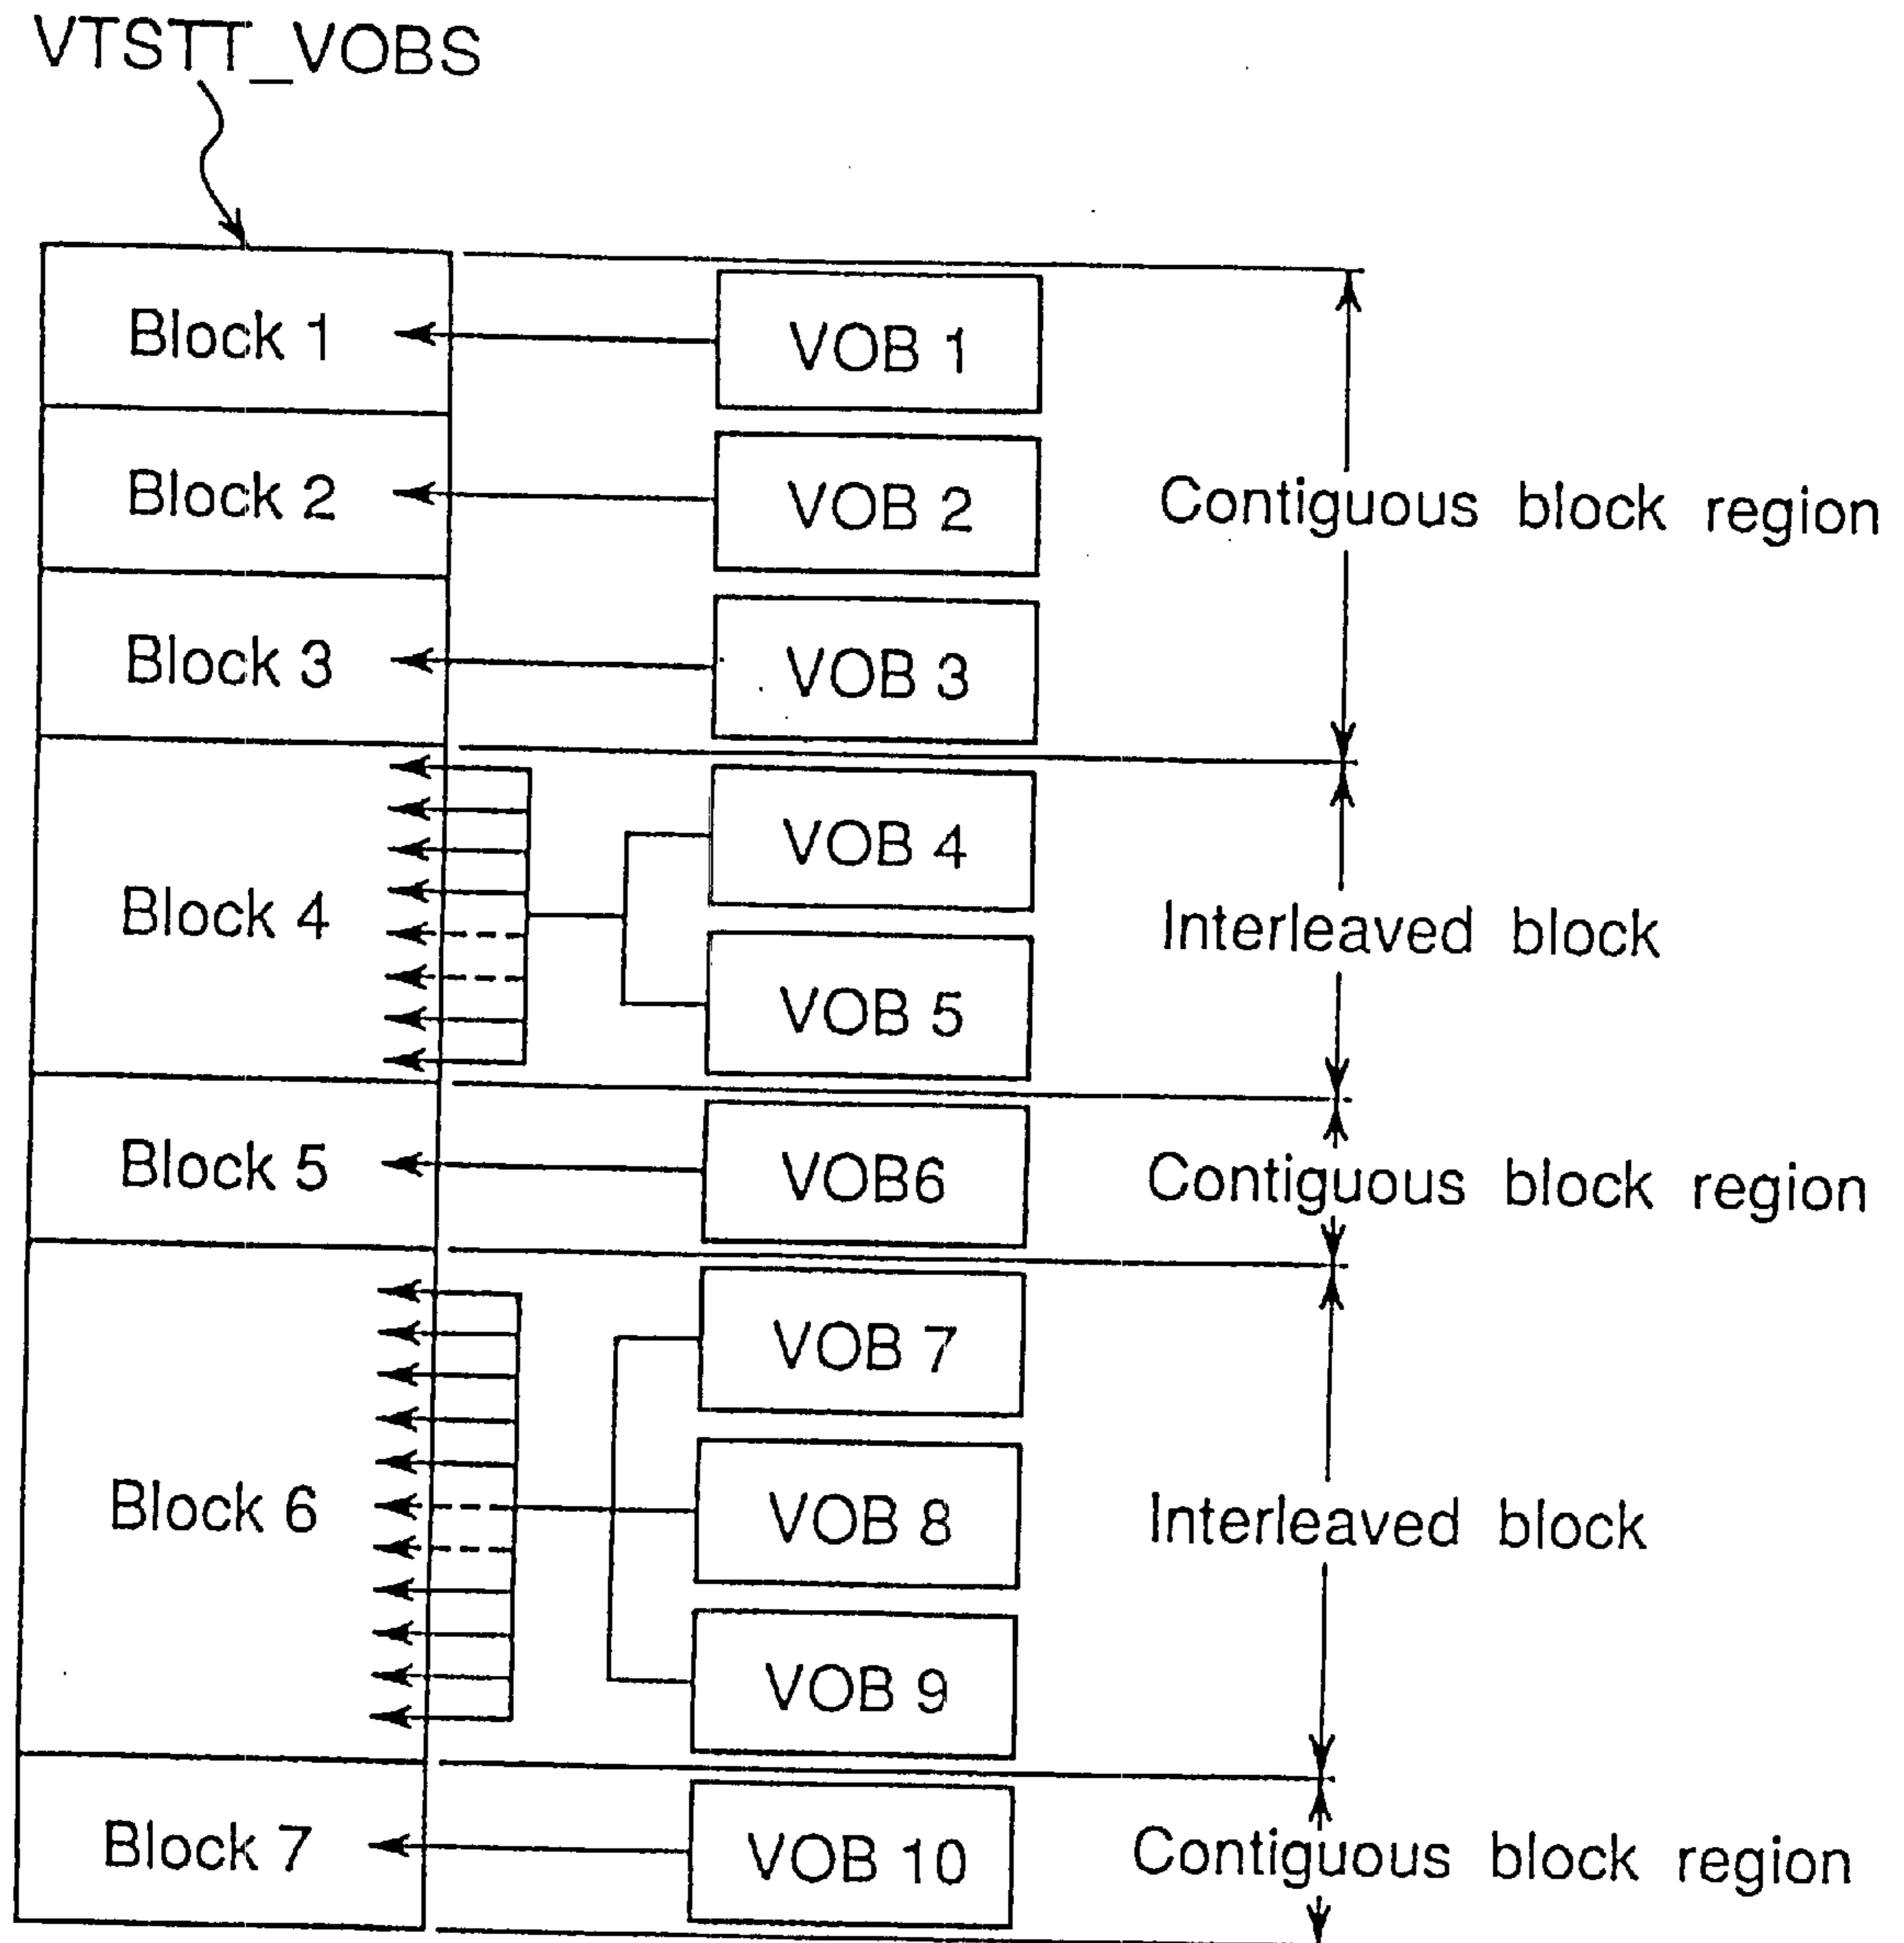 VTSTT_VOBS
Block 1
VOB 1
Block 2
VOB 2
Contiguous block region
Block 3
VOB 3
VOB 4
Block 4
Interleaved block
VOB 5
Block 5
VOB6
Contiguous block region
VOB 7
Block 6
VOB 8
Interleaved block
VOB 9
Block 7
VOB 10
Contiguous block region